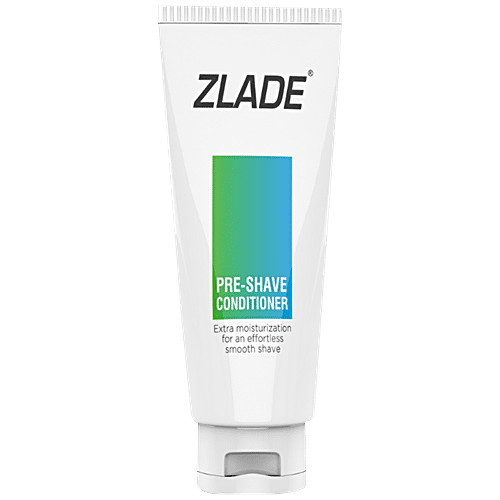 ZLADE®
PRE-SHAVE
CONDITIONER
Extra moisturization
for an effortless
smooth shave